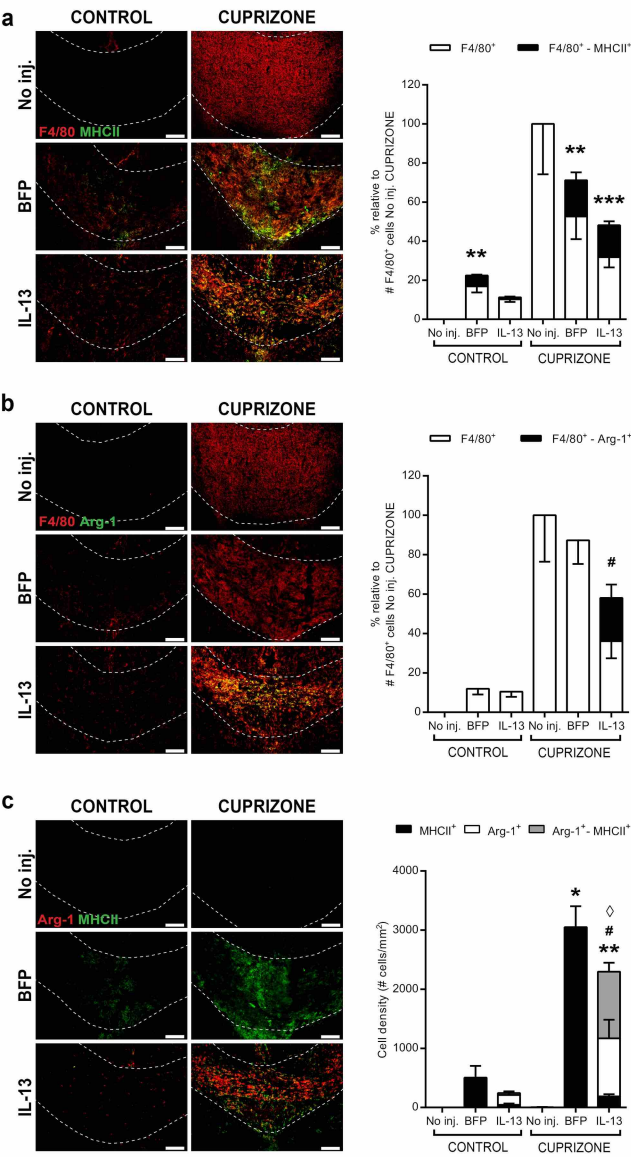 a
CONTROL CUPRIZONE
No inj.
F4/80 MHCII
BFP
IL-13
F4/80⁺ F4/80⁺ - MHCII⁺
% relative to
# F4/80⁺ cells No inj. CUPRIZONE
120
100
80
60
40
20
0
**
**
***
No inj. BFP IL-13 No inj. BFP IL-13
CONTROL CUPRIZONE
b
CONTROL CUPRIZONE
No inj.
F4/80 Arg-1
BFP
IL-13
F4/80⁺ F4/80⁺ - Arg-1⁺
% relative to
# F4/80⁺ cells No inj. CUPRIZONE
120
100
80
60
40
20
0
#
No inj. BFP IL-13 No inj. BFP IL-13
CONTROL CUPRIZONE
c
CONTROL CUPRIZONE
No inj.
Arg-1 MHCII
BFP
IL-13
MHCII⁺ Arg-1⁺ Arg-1⁺- MHCII⁺
Cell density (# cells/mm²)
4000
3000
2000
1000
0
*
◊
#
**
No inj. BFP IL-13 No inj. BFP IL-13
CONTROL CUPRIZONE